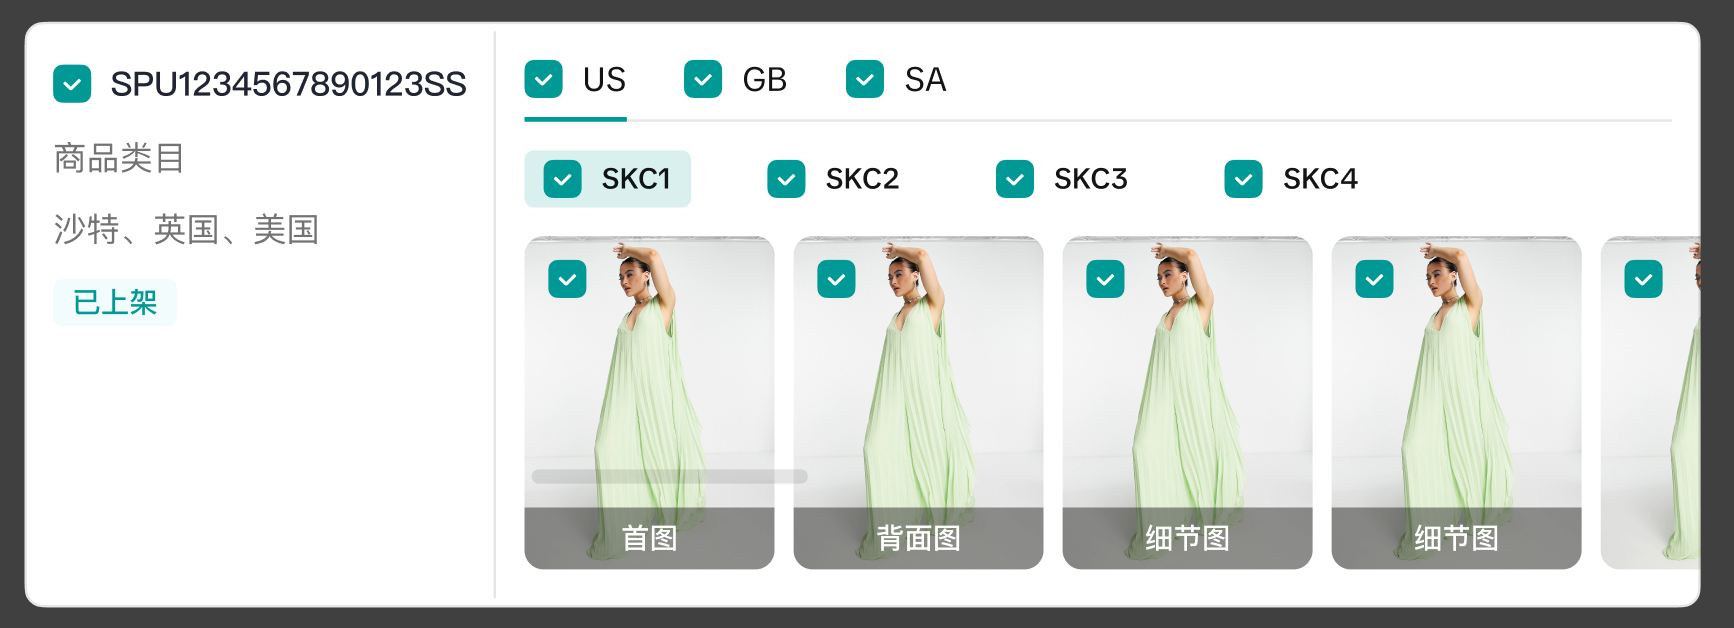 SPU1234567890123SS
商品类目
沙特、英国、美国
已上架
US GB SA
SKC1 SKC2 SKC3 SKC4
首图 背面图 细节图 细节图